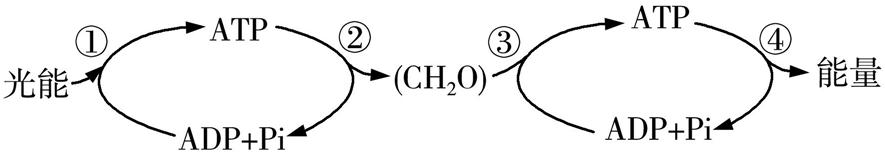 ① ATP ② ③ ATP ④
光能 (CH₂O) 能量
ADP+Pi ADP+Pi